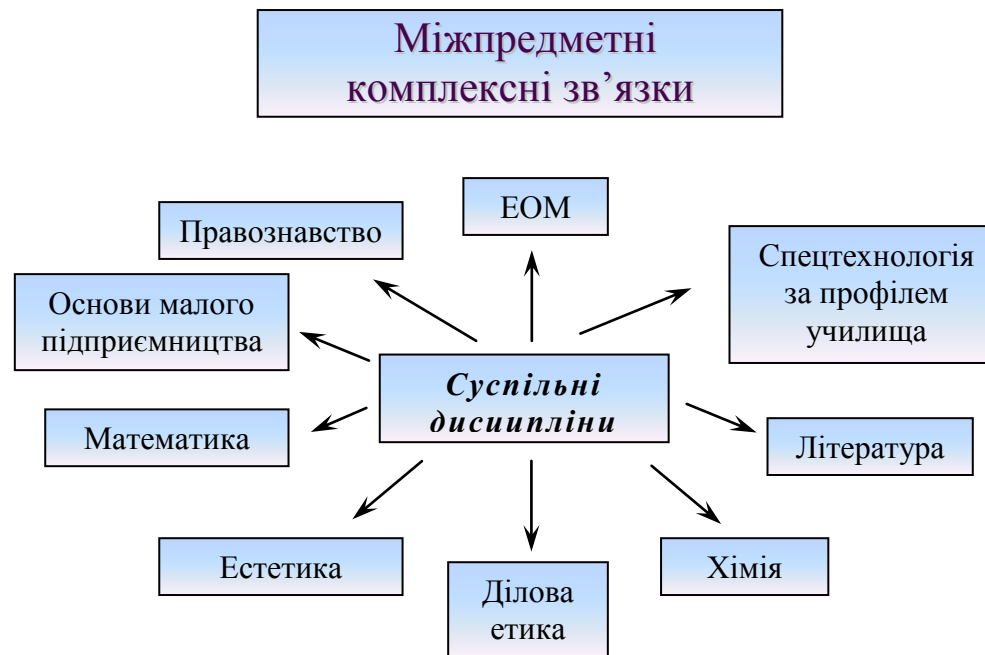 Міжпредметні
комплексні зв’язки
ЕОМ
Правознавство
Спецтехнологія
за профілем
училища
Основи малого
підприємництва
Суспільні
дисиипліни
Математика
Література
Естетика
Ділова
етика
Хімія